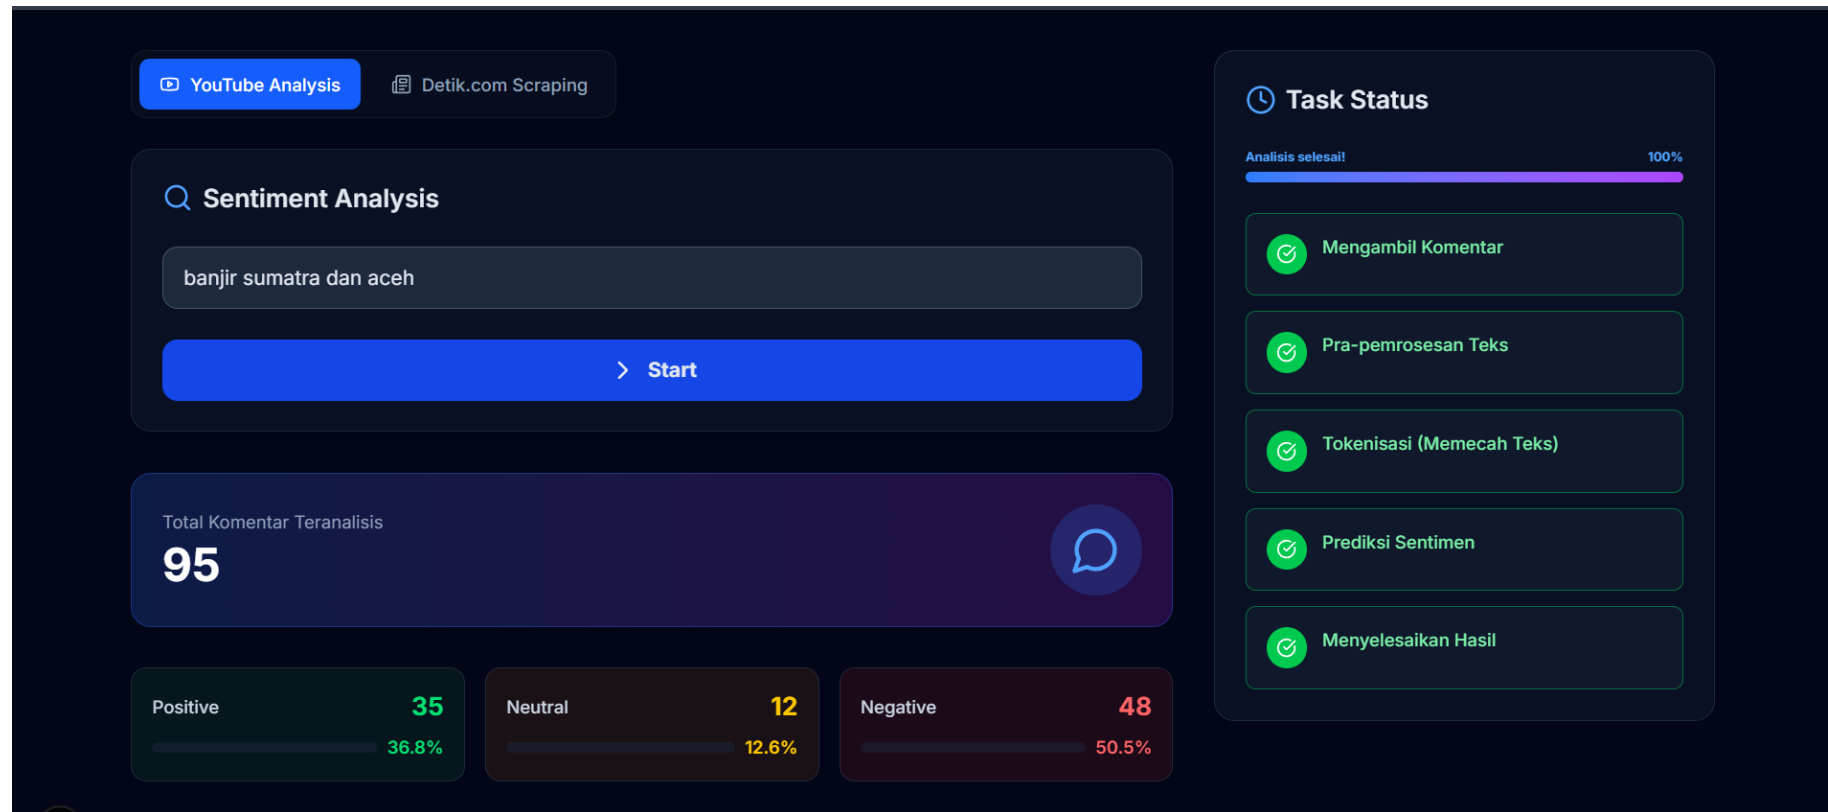 YouTube Analysis
Detik.com Scraping
Sentiment Analysis
banjir sumatra dan aceh
Start
Total Komentar Teranalisis
95
Positive 35
36.8%
Neutral 12
12.6%
Negative 48
50.5%
Task Status
Analisis selesai! 100%
Mengambil Komentar
Pra-pemrosesan Teks
Tokenisasi (Memecah Teks)
Prediksi Sentimen
Menyelesaikan Hasil